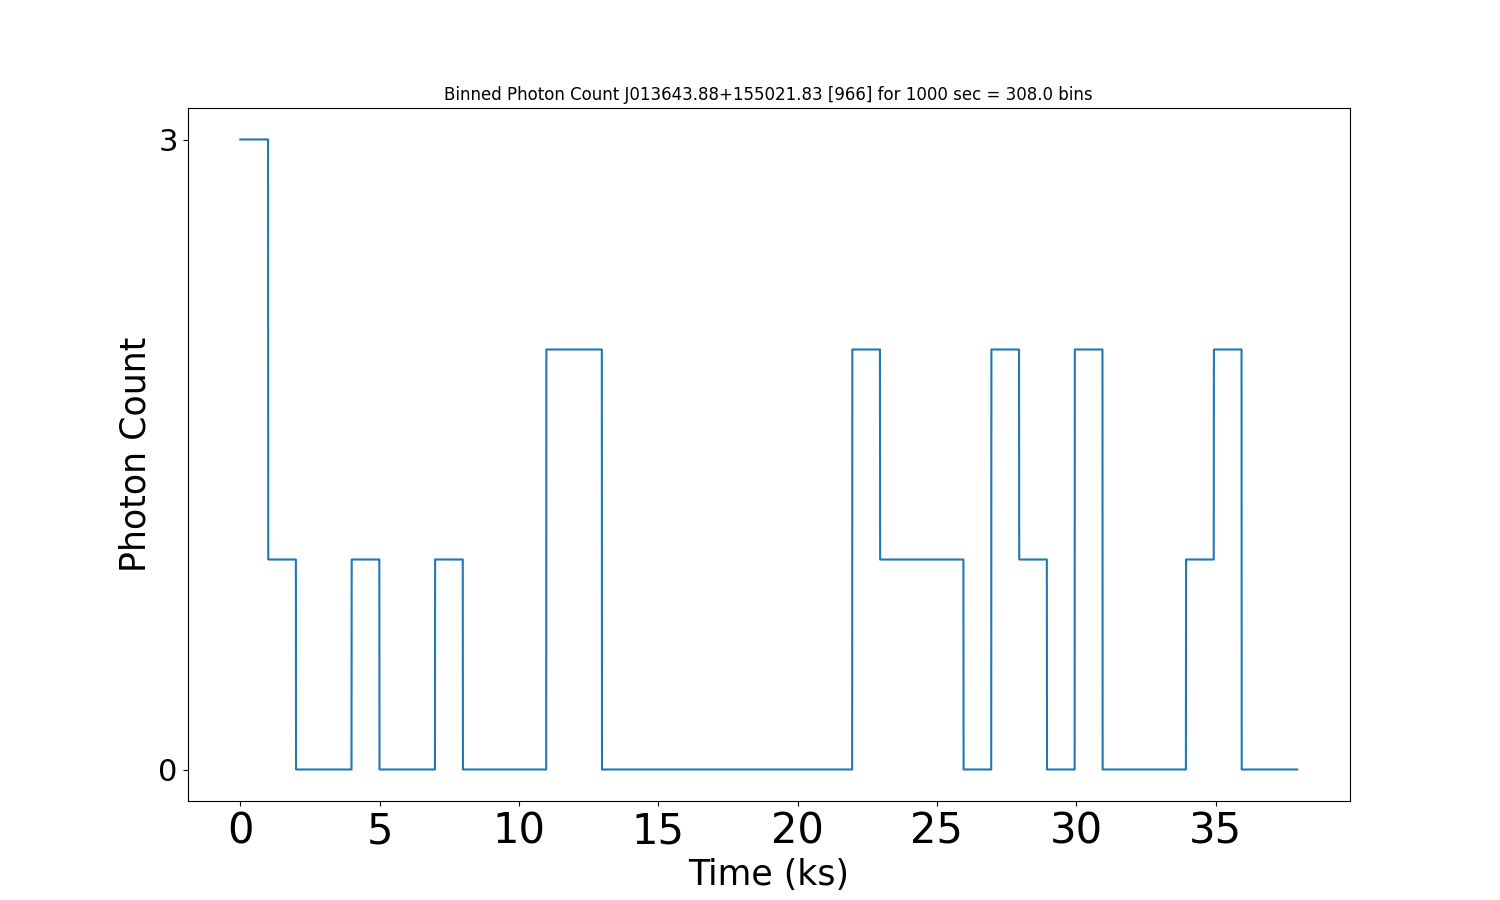 Binned Photon Count J013643.88+155021.83 [966] for 1000 sec = 308.0 bins
3
Photon Count
0
0 5 10 15 20 25 30 35
Time (ks)